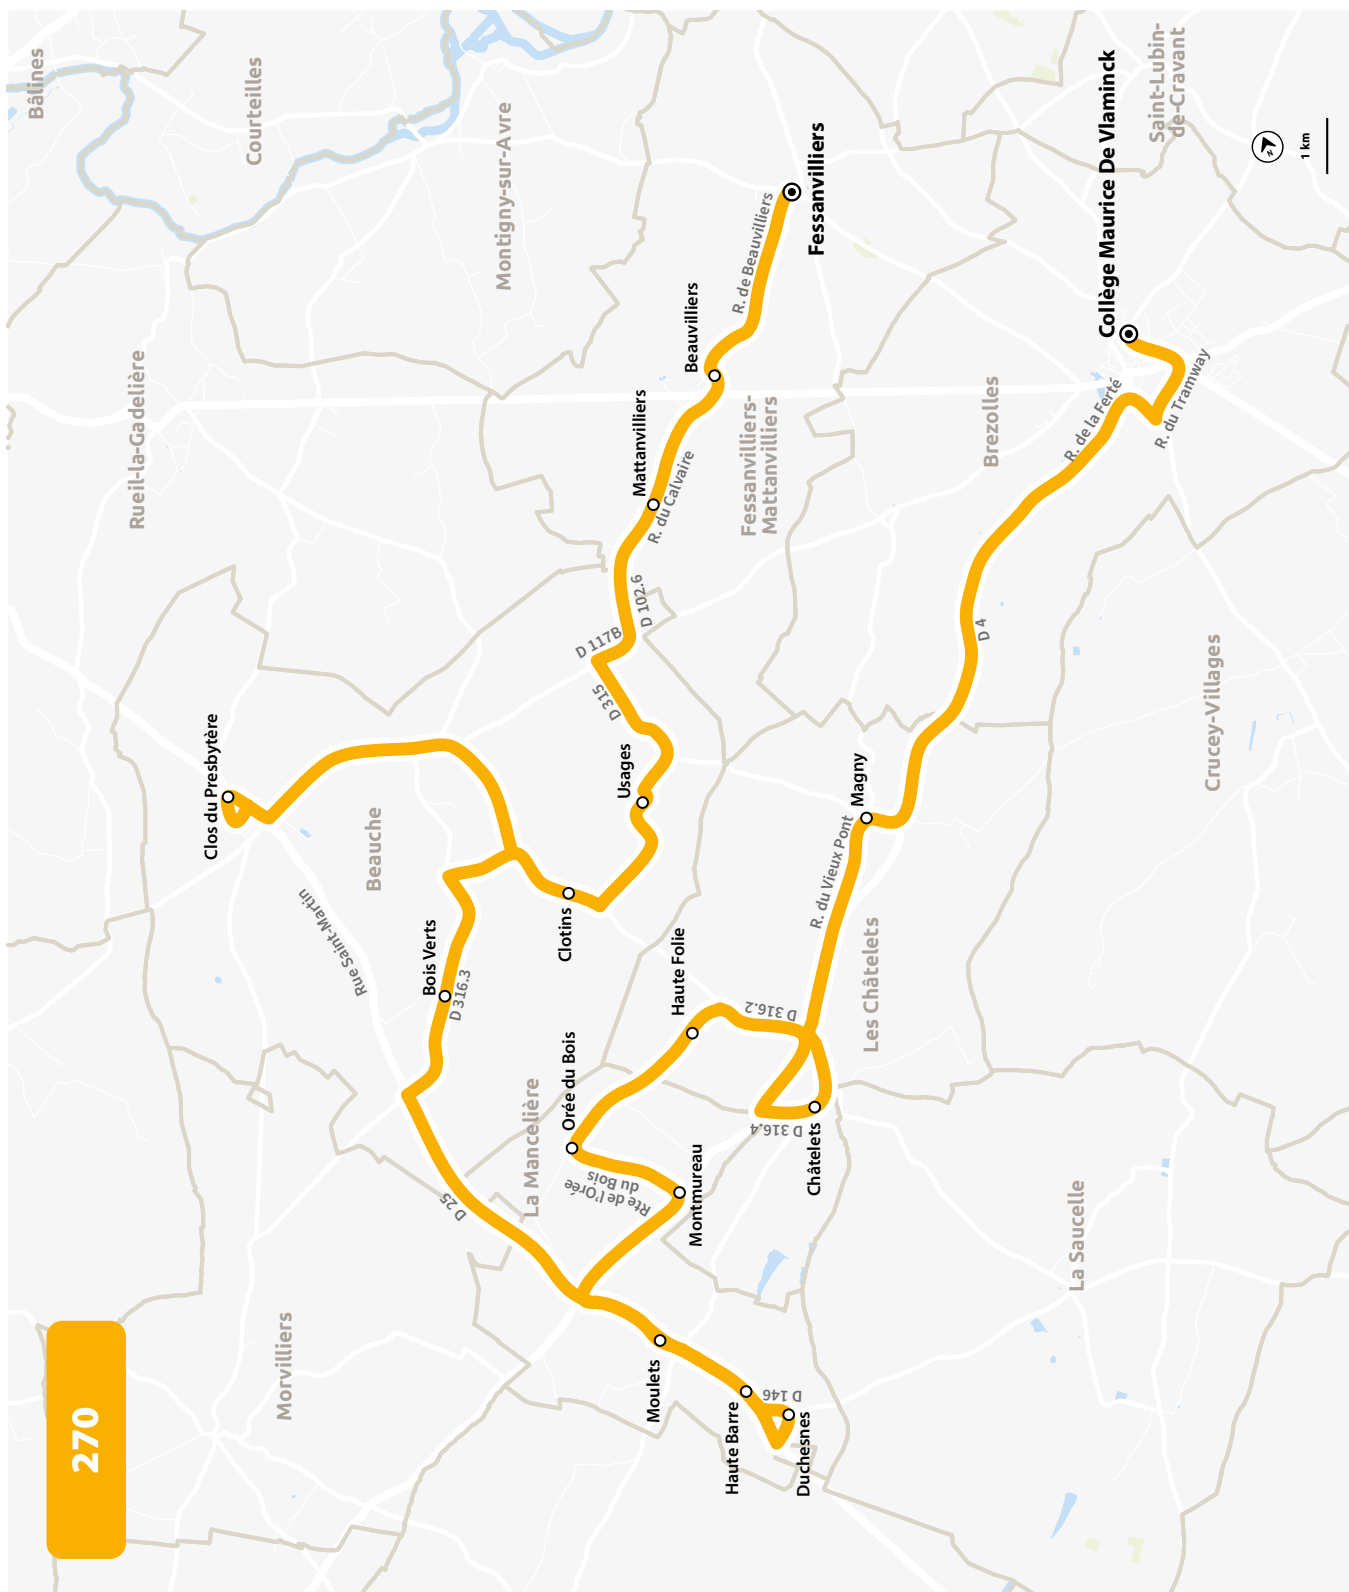 270
Bâlines
Courteilles
Montigny-sur-Avre
Rueil-la-Gadelière
Saint-Lubin-
de-Cravant
Fessanvilliers-
Mattanvilliers
Brezolles
Crucey-Villages
Beauche
Les Châtelets
La Mancelière
La Saucelle
Morvilliers
Fessanvilliers
R. de Beauvilliers
Beauvilliers
Mattanvilliers
R. du Calvaire
D 102.6
D 117B
D 315
Usages
Clotins
Clos du Presbytère
Rue Saint-Martin
Bois Verts
D 316.3
D 25
Moulets
Haute Barre
D 146
Duchesnes
Montmureau
Rte de l'Orée
du Bois
Orée du Bois
Haute Folie
D 316.2
D 316.4
Châtelets
R. du Vieux Pont
Magny
D 4
R. de la Ferté
R. du Tramway
Collège Maurice De Vlaminck
N
1 km